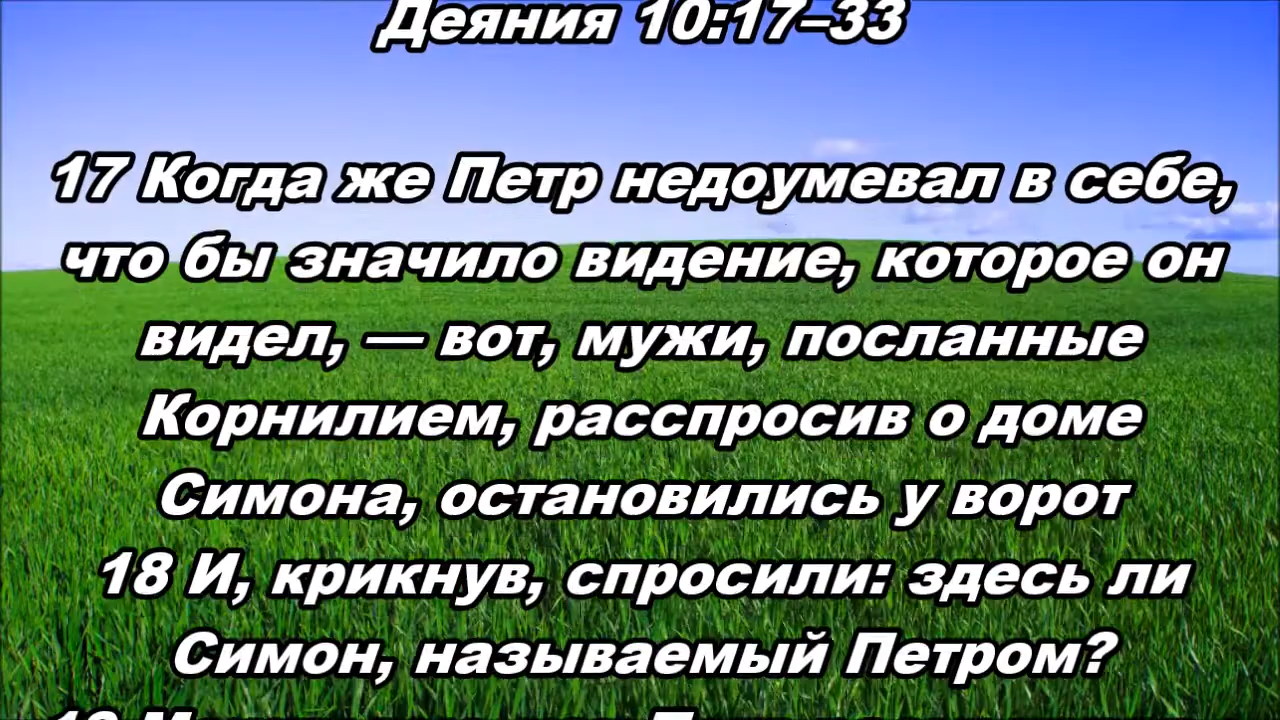 Деяния 10:17–33
17 Когда же Петр недоумевал в себе,
что бы значило видение, которое он
видел, — вот, мужи, посланные
Корнилием, расспросив о доме
Симона, остановились у ворот
18 И, крикнув, спросили: здесь ли
Симон, называемый Петром?